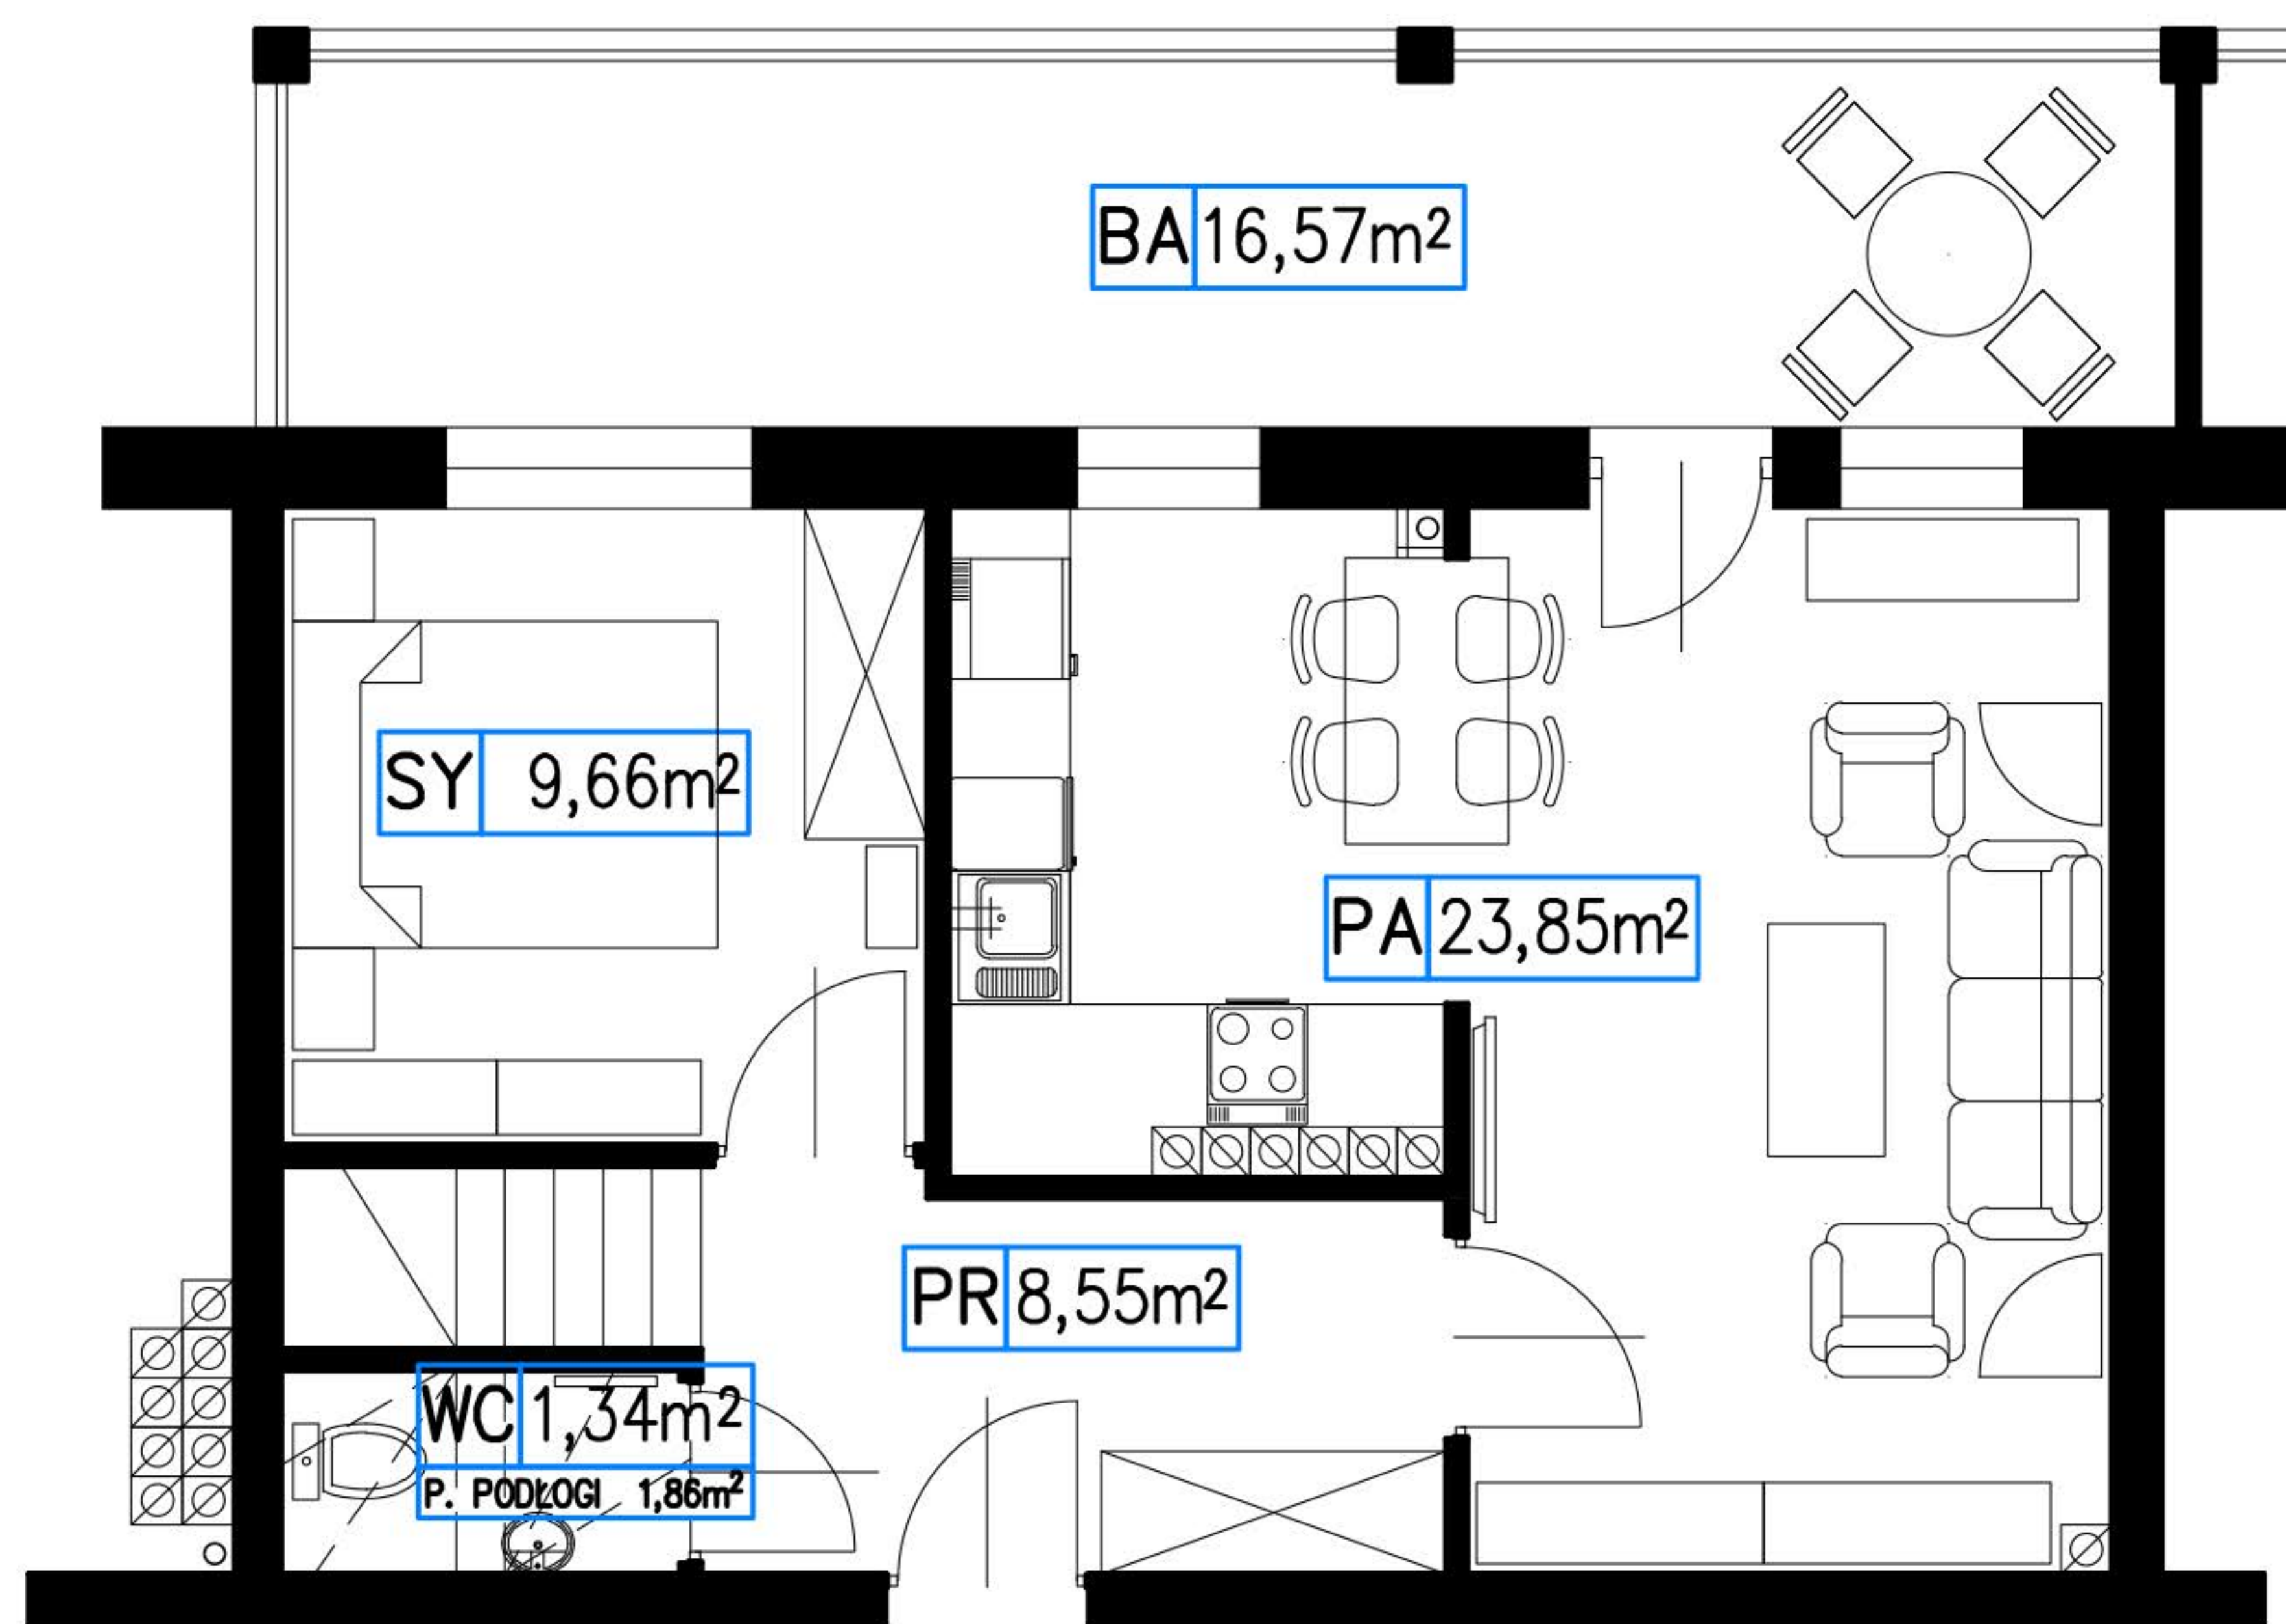 BA 16,57m²
SY 9,66m²
PA 23,85m²
PR 8,55m²
WC 1,34m²
P. PODŁOGI 1,86m²